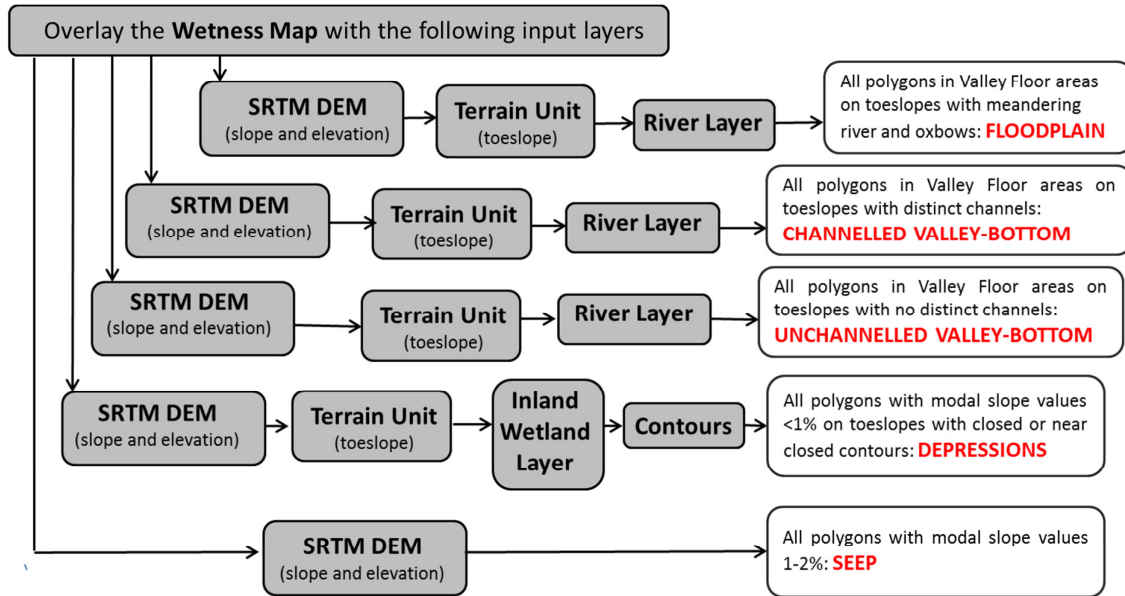 Overlay the Wetness Map with the following input layers
SRTM DEM
(slope and elevation)
Terrain Unit
(toeslope)
River Layer
All polygons in Valley Floor areas
on toeslopes with meandering
river and oxbows: FLOODPLAIN
SRTM DEM
(slope and elevation)
Terrain Unit
(toeslope)
River Layer
All polygons in Valley Floor areas on
toeslopes with distinct channels:
CHANNELLED VALLEY-BOTTOM
SRTM DEM
(slope and elevation)
Terrain Unit
(toeslope)
River Layer
All polygons in Valley Floor areas on
toeslopes with no distinct channels:
UNCHANNELLED VALLEY-BOTTOM
SRTM DEM
(slope and elevation)
Terrain Unit
(toeslope)
Inland
Wetland
Layer
Contours
All polygons with modal slope values
<1% on toeslopes with closed or near
closed contours: DEPRESSIONS
SRTM DEM
(slope and elevation)
All polygons with modal slope values
1-2%: SEEP